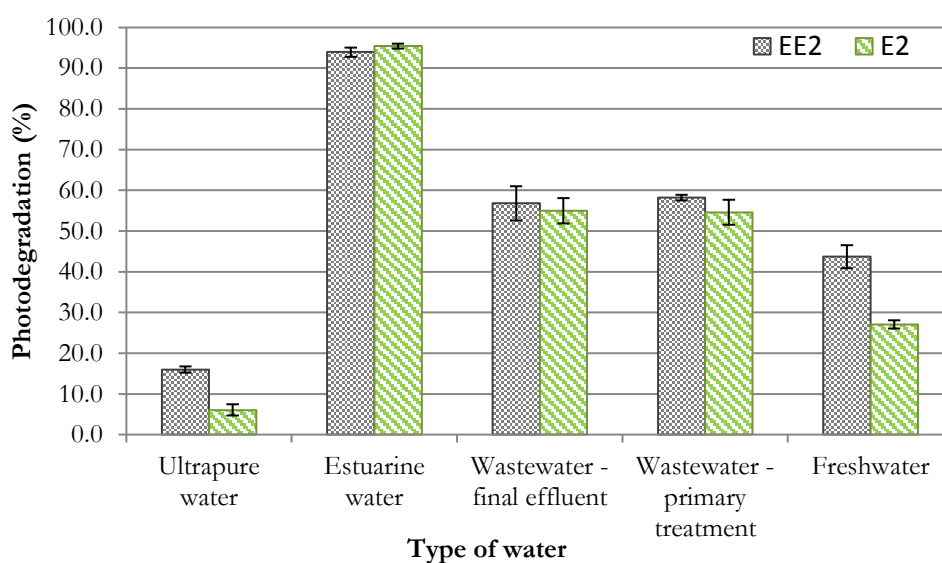 Photodegradation (%)
100.0
90.0
80.0
70.0
60.0
50.0
40.0
30.0
20.0
10.0
0.0
EE2 E2
Ultrapure
water
Estuarine
water
Wastewater -
final effluent
Wastewater -
primary
treatment
Freshwater
Type of water